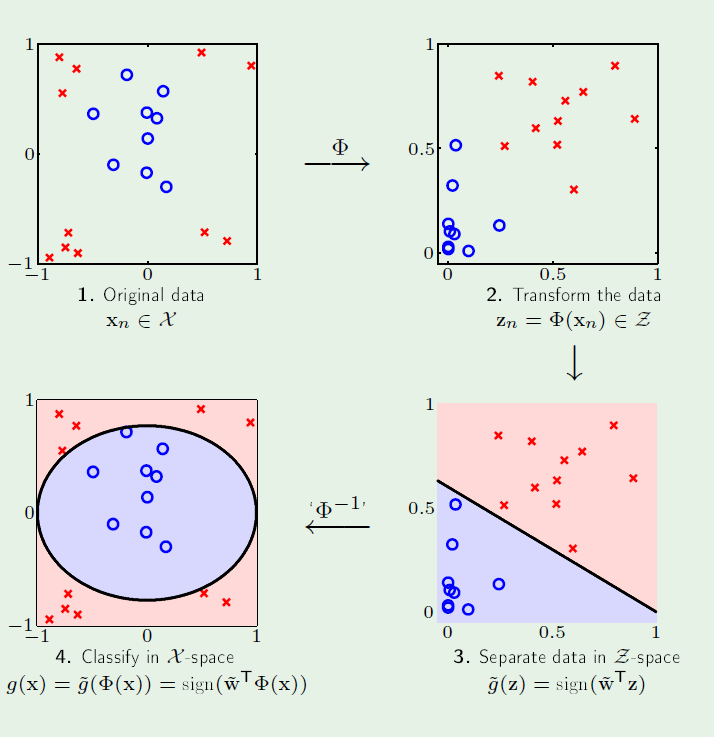 1
0
−1
−1
0
1
1. Original data
xₙ ∈ 𝒳
Φ
1
0.5
0
0
0.5
1
2. Transform the data
zₙ = Φ(xₙ) ∈ 𝒵
1
0
−1
−1
0
1
4. Classify in 𝒳-space
g(x) = g̃(Φ(x)) = sign(w̃ᵀΦ(x))
‘Φ⁻¹’
1
0.5
0
0
0.5
1
3. Separate data in 𝒵-space
g̃(z) = sign(w̃ᵀz)